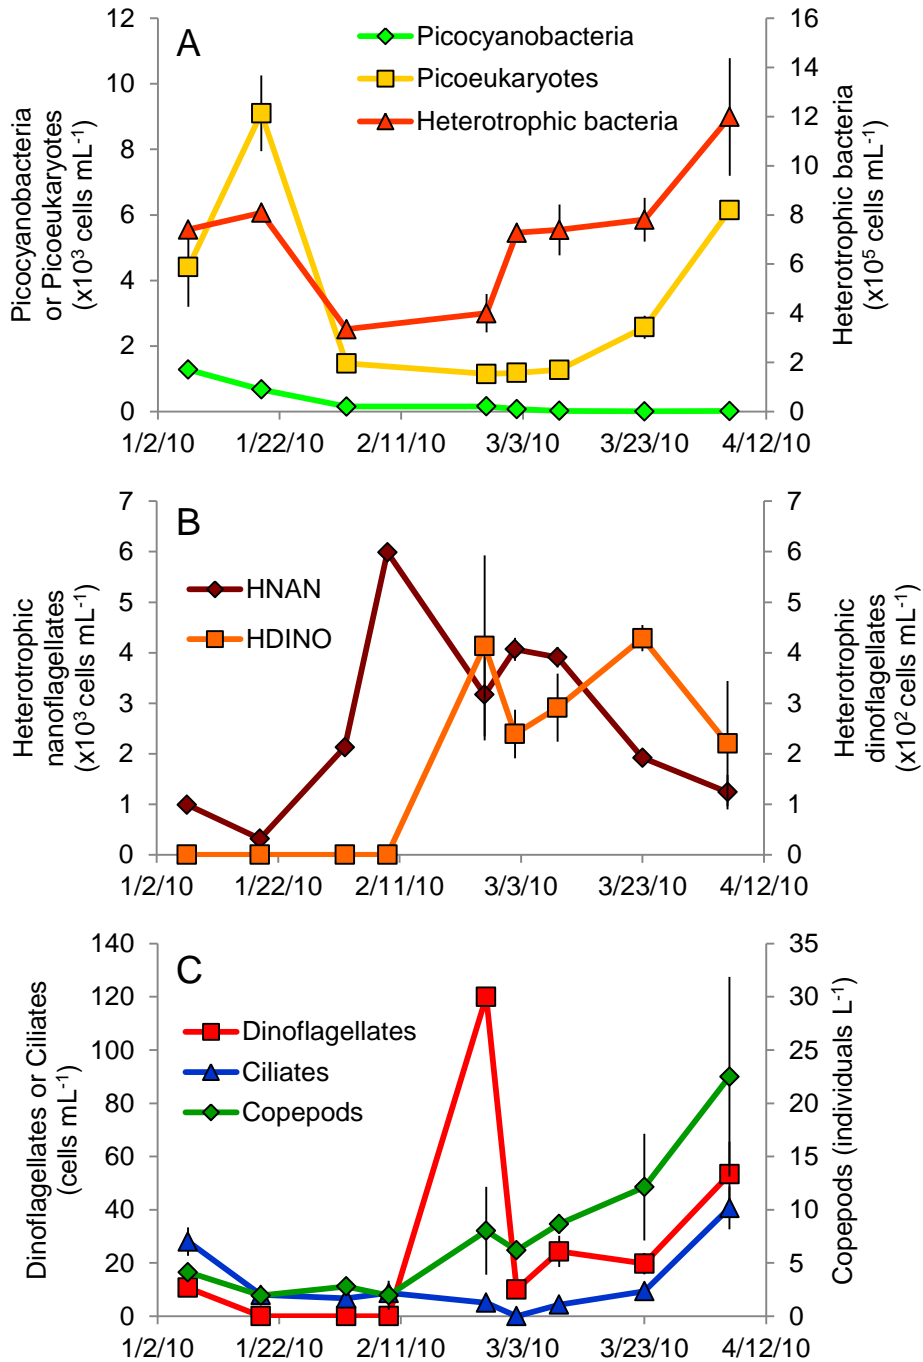 A
Picocyanobacteria
Picoeukaryotes
Heterotrophic bacteria
Picocyanobacteria
or Picoeukaryotes
(x10³ cells mL⁻¹)
12
10
8
6
4
2
0
Heterotrophic bacteria
(x10⁵ cells mL⁻¹)
16
14
12
10
8
6
4
2
0
1/2/10 1/22/10 2/11/10 3/3/10 3/23/10 4/12/10
B
HNAN
HDINO
Heterotrophic
nanoflagellates
(x10³ cells mL⁻¹)
7
6
5
4
3
2
1
0
Heterotrophic
dinoflagellates
(x10² cells mL⁻¹)
7
6
5
4
3
2
1
0
1/2/10 1/22/10 2/11/10 3/3/10 3/23/10 4/12/10
C
Dinoflagellates
Ciliates
Copepods
Dinoflagellates or Ciliates
(cells mL⁻¹)
140
120
100
80
60
40
20
0
Copepods (individuals L⁻¹)
35
30
25
20
15
10
5
0
1/2/10 1/22/10 2/11/10 3/3/10 3/23/10 4/12/10